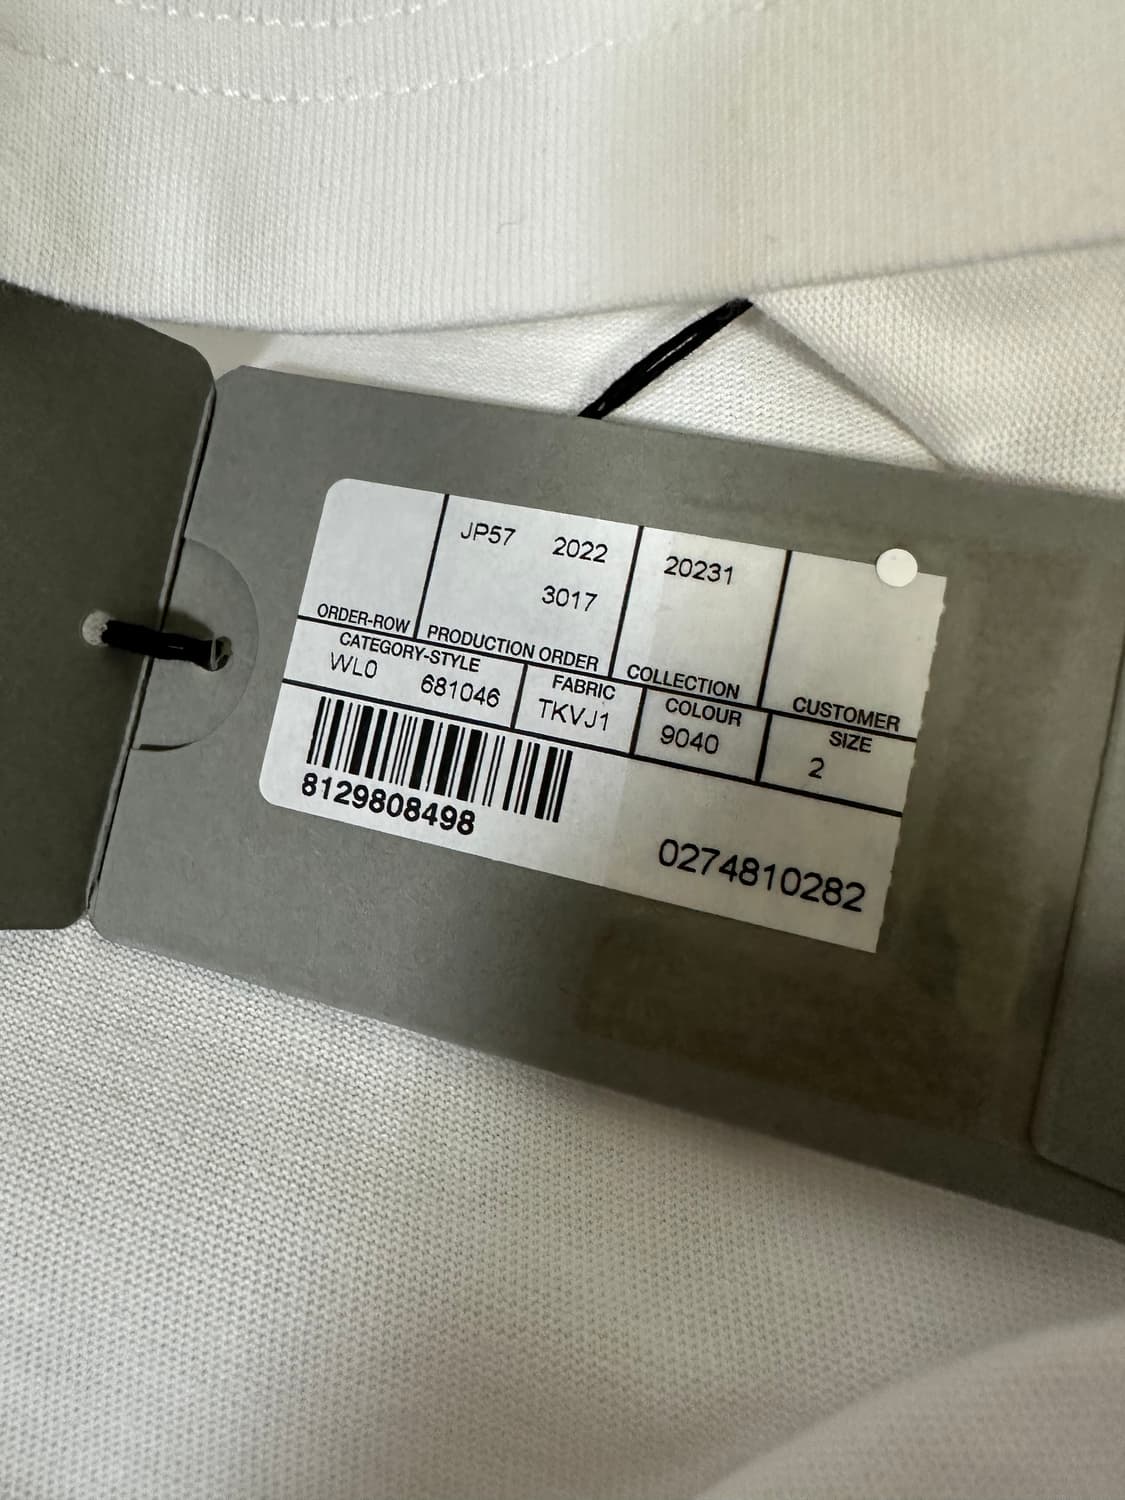 JP57 2022 20231
3017
ORDER-ROW PRODUCTION ORDER COLLECTION CUSTOMER
CATEGORY-STYLE FABRIC COLOUR SIZE
WL0 681046 TKVJ1 9040 2
8129808498
0274810282